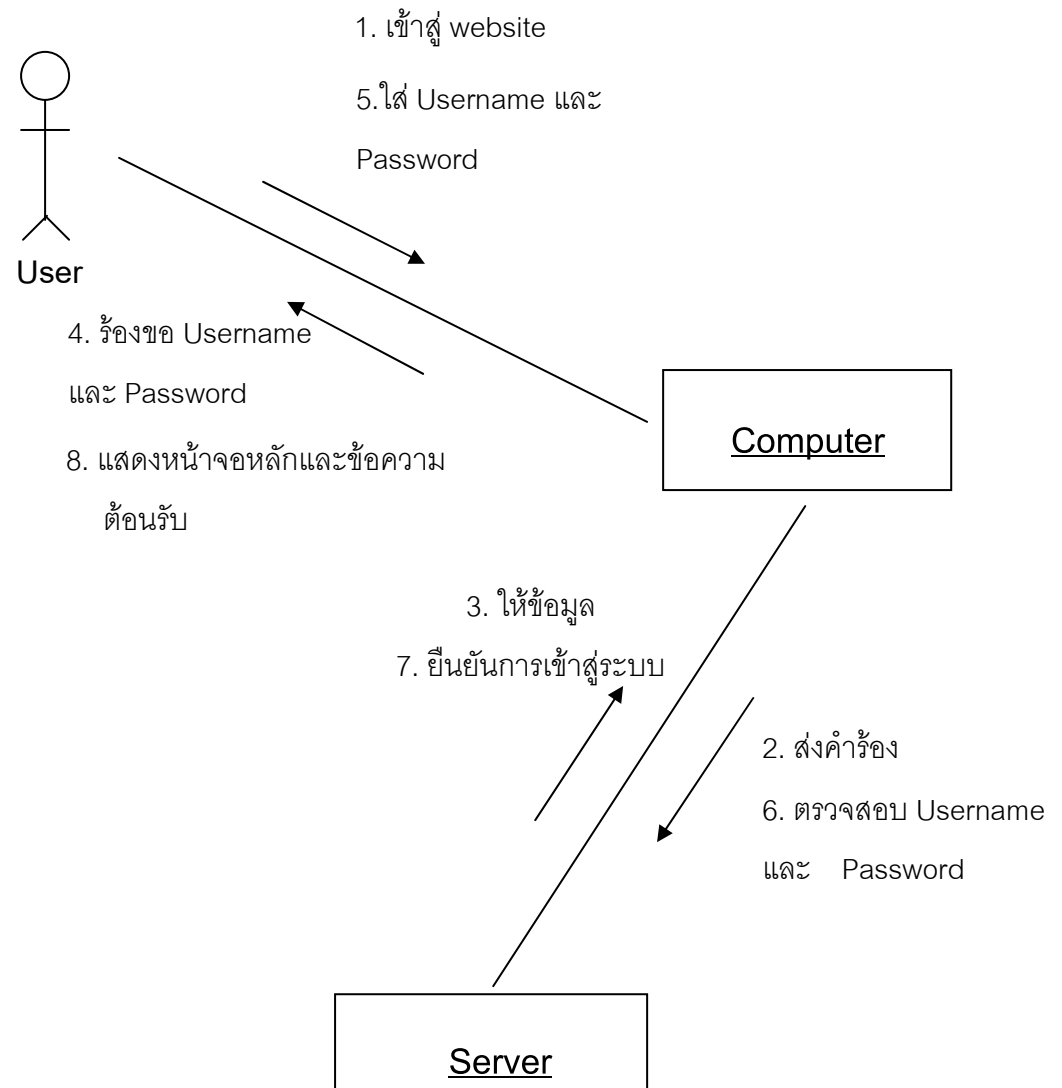 1. เข้าสู่ website
5.ใส่ Username และ
Password
User
4. ร้องขอ Username
และ Password
8. แสดงหน้าจอหลักและข้อความ
ต้อนรับ
Computer
3. ให้ข้อมูล
7. ยืนยันการเข้าสู่ระบบ
2. ส่งคำร้อง
6. ตรวจสอบ Username
และ Password
Server